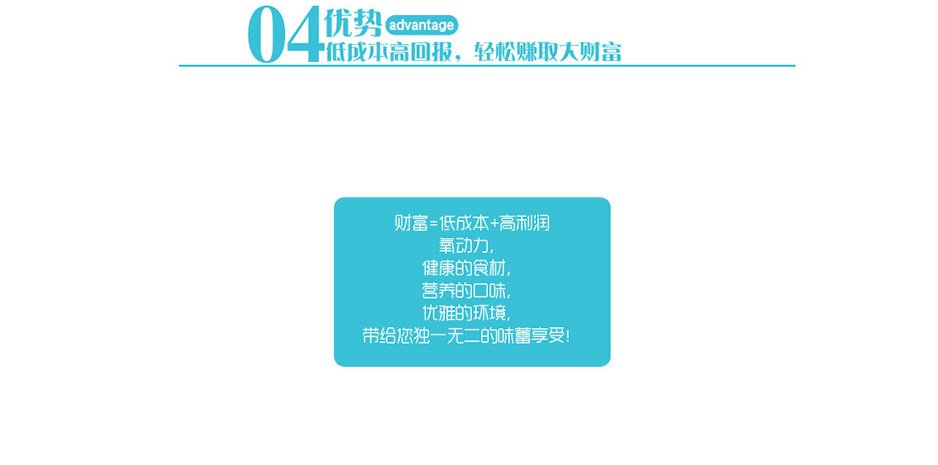 04 优势 advantage
低成本高回报，轻松赚取大财富
财富=低成本+高利润
氧动力,
健康的食材,
营养的口味,
优雅的环境,
带给您独一无二的味蕾享受!